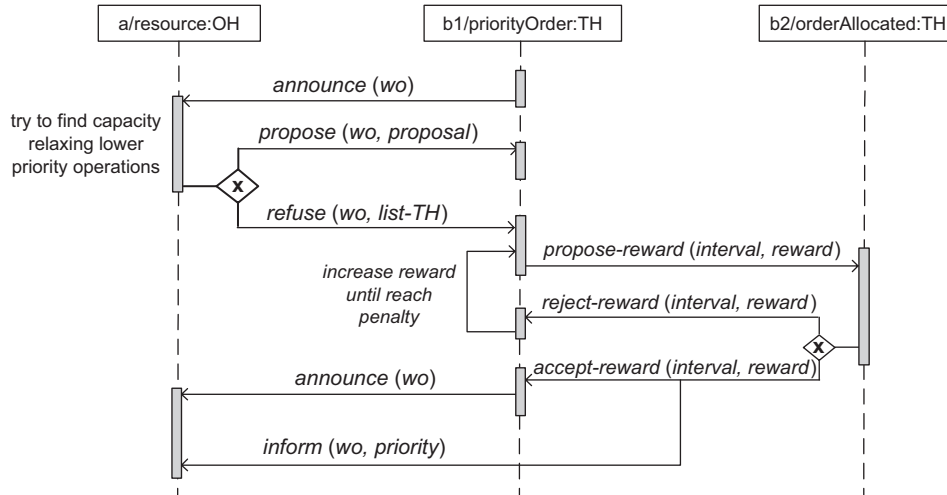 a/resource:OH
b1/priorityOrder:TH
b2/orderAllocated:TH
announce (wo)
try to find capacity
relaxing lower
priority operations
propose (wo, proposal)
x
refuse (wo, list-TH)
propose-reward (interval, reward)
increase reward
until reach
penalty
reject-reward (interval, reward)
x
accept-reward (interval, reward)
announce (wo)
inform (wo, priority)